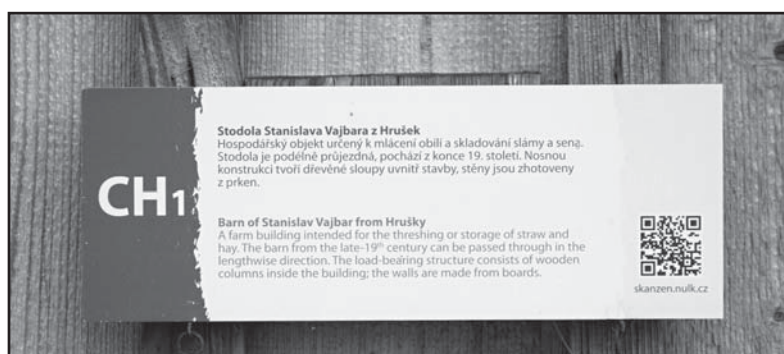 CH1
Stodola Stanislava Vajbara z Hrušek
Hospodářský objekt určený k mlácení obilí a skladování slámy a sena.
Stodola je podélně průjezdná, pochází z konce 19. století. Nosnou
konstrukci tvoří dřevěné sloupy uvnitř stavby, stěny jsou zhotoveny
z prken.
Barn of Stanislav Vajbar from Hrušky
A farm building intended for the threshing or storage of straw and
hay. The barn from the late-19th century can be passed through in the
lengthwise direction. The load-bearing structure consists of wooden
columns inside the building; the walls are made from boards.
skanzen.nulk.cz